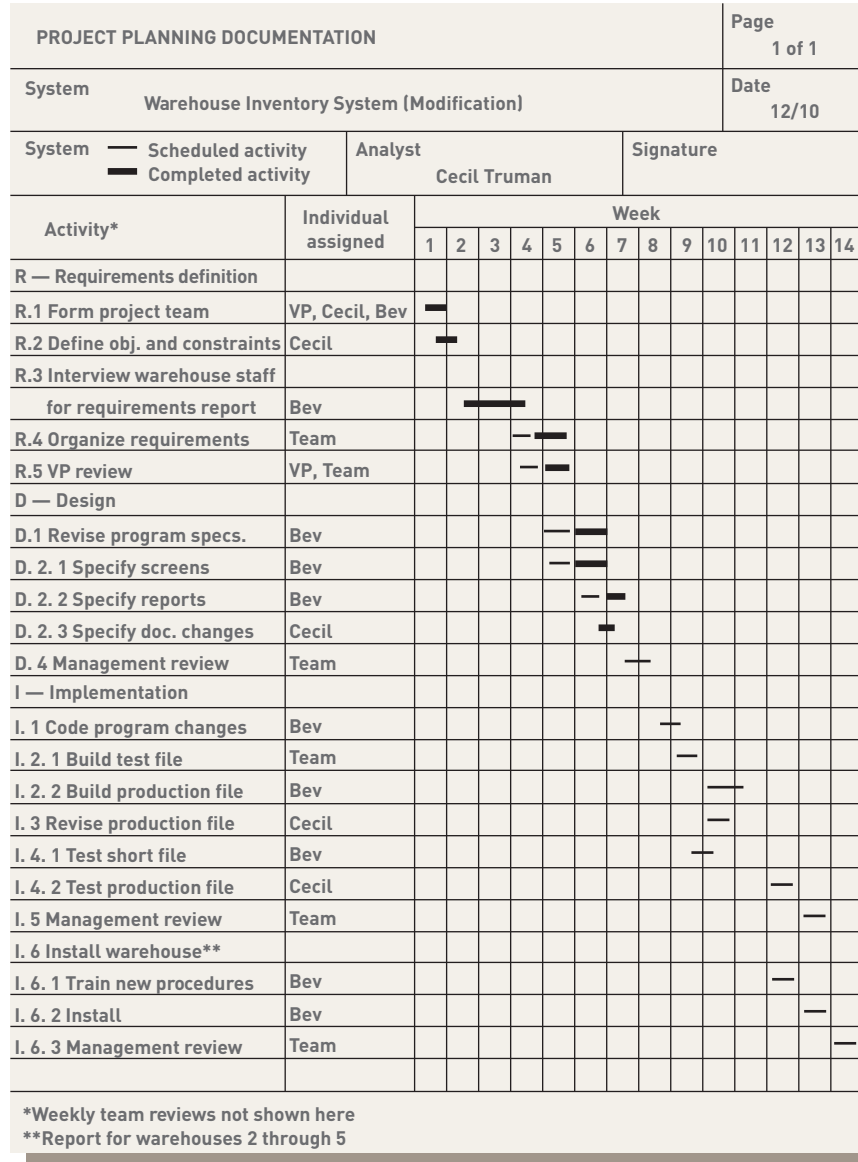 PROJECT PLANNING DOCUMENTATION
Page
1 of 1
System
Warehouse Inventory System (Modification)
Date
12/10
System
Scheduled activity
Completed activity
Analyst
Cecil Truman
Signature
Activity*
Individual
assigned
Week
1 2 3 4 5 6 7 8 9 10 11 12 13 14
R — Requirements definition
R.1 Form project team VP, Cecil, Bev
R.2 Define obj. and constraints Cecil
R.3 Interview warehouse staff
for requirements report Bev
R.4 Organize requirements Team
R.5 VP review VP, Team
D — Design
D.1 Revise program specs. Bev
D. 2. 1 Specify screens Bev
D. 2. 2 Specify reports Bev
D. 2. 3 Specify doc. changes Cecil
D. 4 Management review Team
I — Implementation
I. 1 Code program changes Bev
I. 2. 1 Build test file Team
I. 2. 2 Build production file Bev
I. 3 Revise production file Cecil
I. 4. 1 Test short file Bev
I. 4. 2 Test production file Cecil
I. 5 Management review Team
I. 6 Install warehouse**
I. 6. 1 Train new procedures Bev
I. 6. 2 Install Bev
I. 6. 3 Management review Team
*Weekly team reviews not shown here
**Report for warehouses 2 through 5